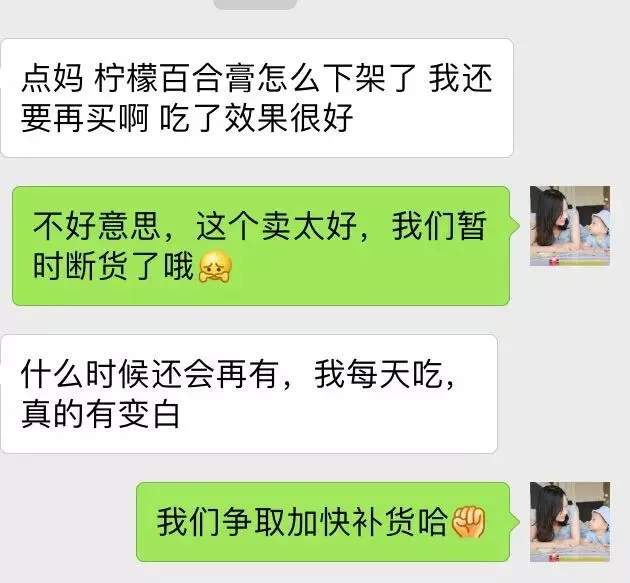 点妈 柠檬百合膏怎么下架了 我还
要再买啊 吃了效果很好
不好意思，这个卖太好，我们暂
时断货了哦
什么时候还会再有，我每天吃，
真的有变白
我们争取加快补货哈